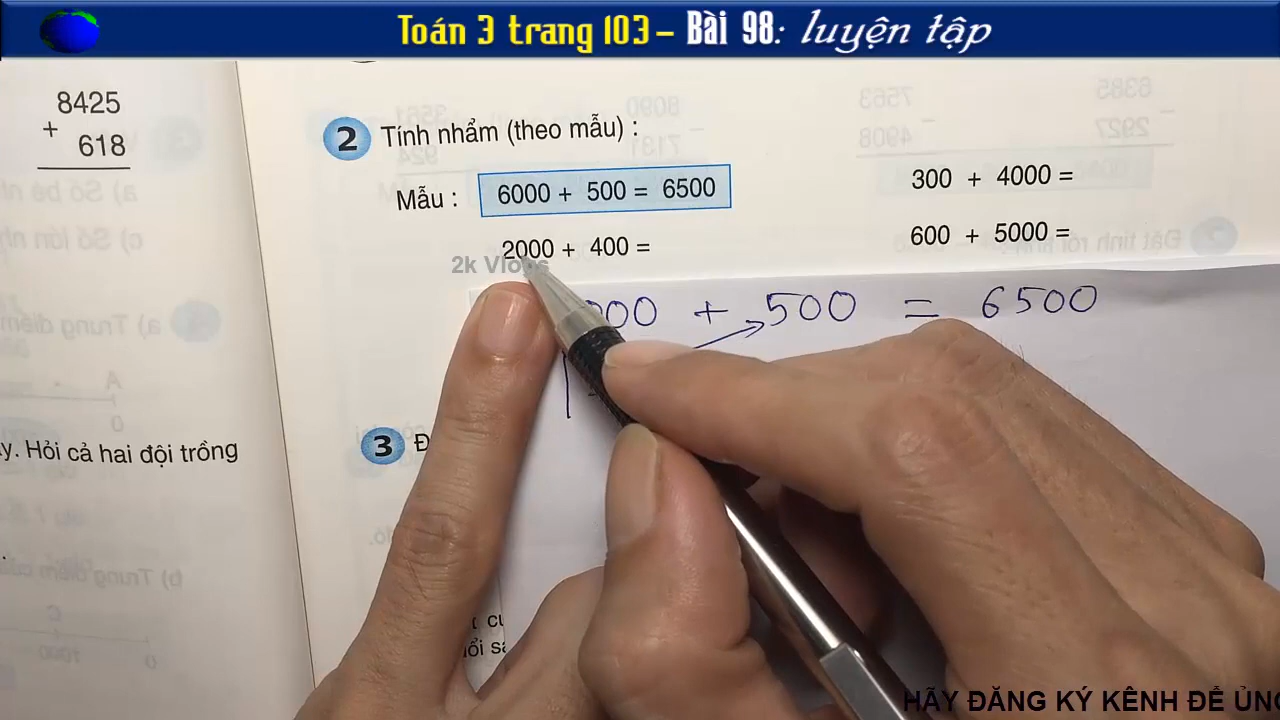 Toán 3 trang 103 – Bài 98: luyện tập
8425
+
618
2 Tính nhẩm (theo mẫu) :
Mẫu : 6000 + 500 = 6500
300 + 4000 =
2000 + 400 =
600 + 5000 =
2k Vlogs
000 + 500 = 6500
3 Đ
y. Hỏi cả hai đội trồng
HÃY ĐĂNG KÝ KÊNH ĐỂ ỦNG